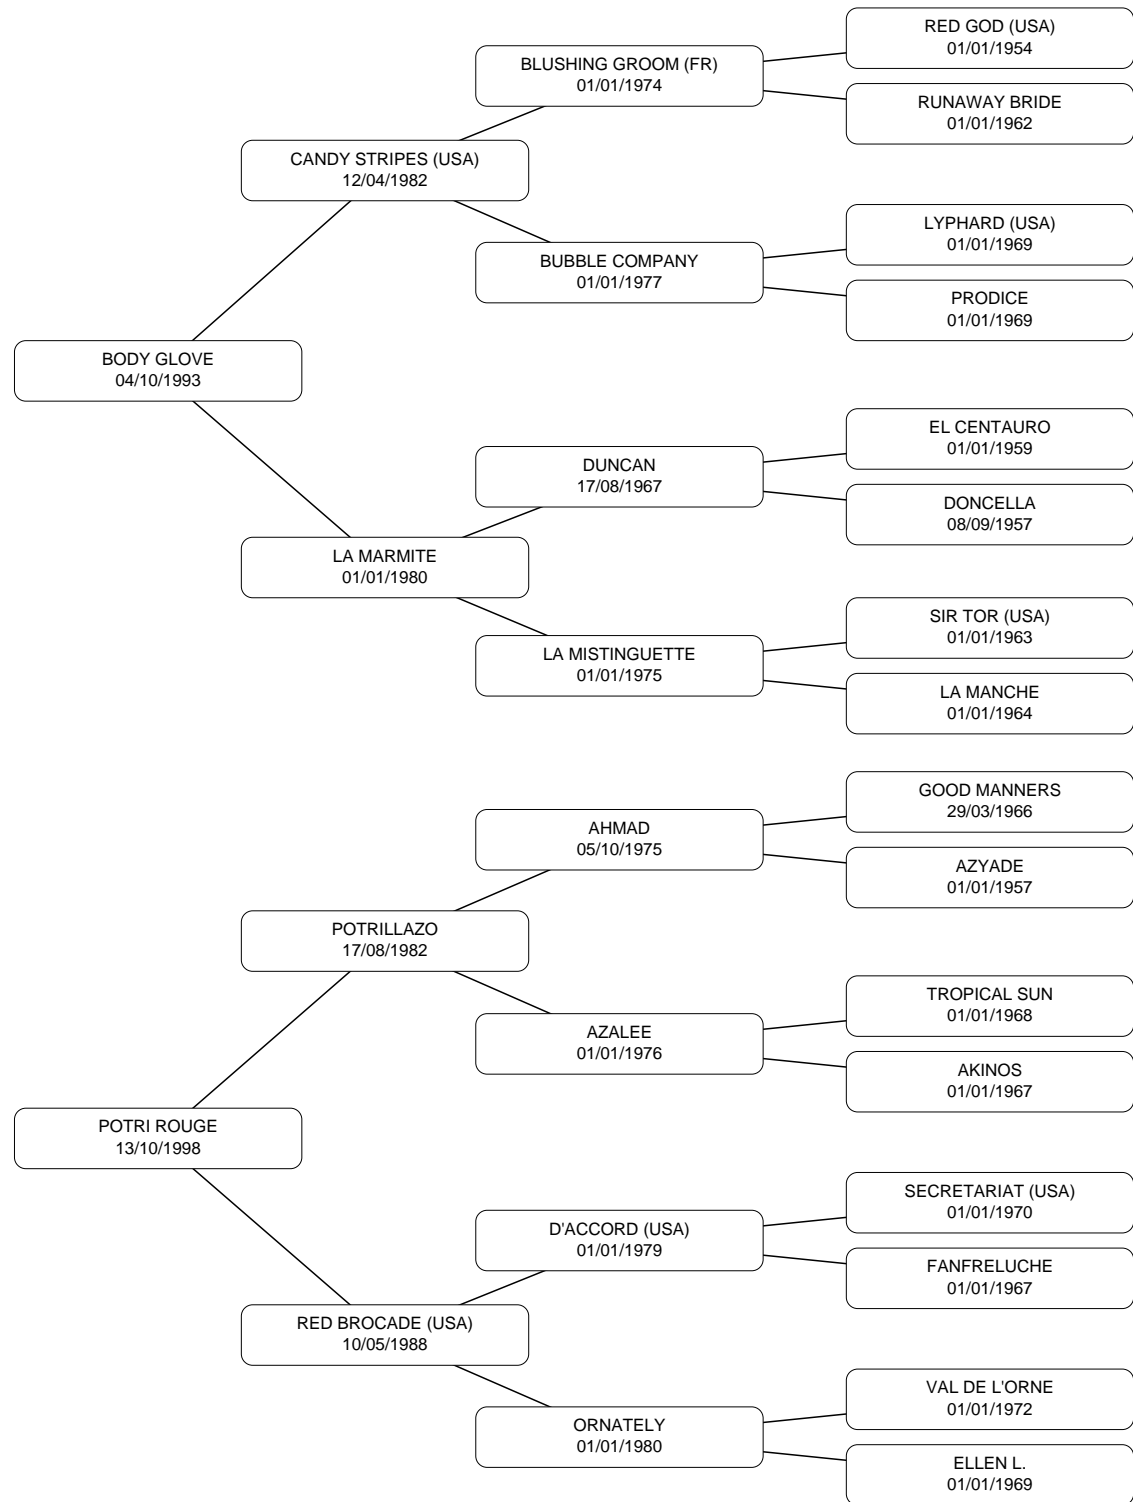 RED GOD (USA)
01/01/1954
BLUSHING GROOM (FR)
01/01/1974
RUNAWAY BRIDE
01/01/1962
CANDY STRIPES (USA)
12/04/1982
LYPHARD (USA)
01/01/1969
BUBBLE COMPANY
01/01/1977
PRODICE
01/01/1969
BODY GLOVE
04/10/1993
EL CENTAURO
01/01/1959
DUNCAN
17/08/1967
DONCELLA
08/09/1957
LA MARMITE
01/01/1980
SIR TOR (USA)
01/01/1963
LA MISTINGUETTE
01/01/1975
LA MANCHE
01/01/1964
GOOD MANNERS
29/03/1966
AHMAD
05/10/1975
AZYADE
01/01/1957
POTRILLAZO
17/08/1982
TROPICAL SUN
01/01/1968
AZALEE
01/01/1976
AKINOS
01/01/1967
POTRI ROUGE
13/10/1998
SECRETARIAT (USA)
01/01/1970
D'ACCORD (USA)
01/01/1979
FANFRELUCHE
01/01/1967
RED BROCADE (USA)
10/05/1988
VAL DE L'ORNE
01/01/1972
ORNATELY
01/01/1980
ELLEN L.
01/01/1969